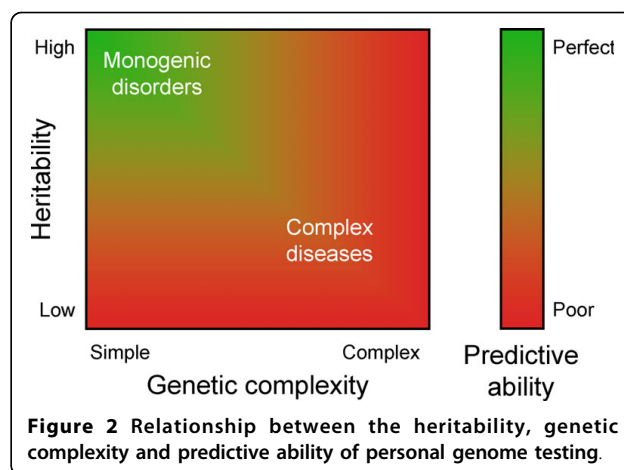 High
Monogenic
disorders
Heritability
Complex
diseases
Low
Simple
Complex
Genetic complexity
Perfect
Poor
Predictive
ability
Figure 2 Relationship between the heritability, genetic
complexity and predictive ability of personal genome testing.